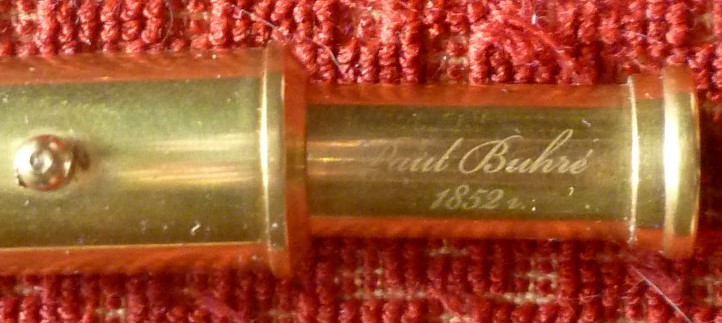 Paul Buhré
1852 г.